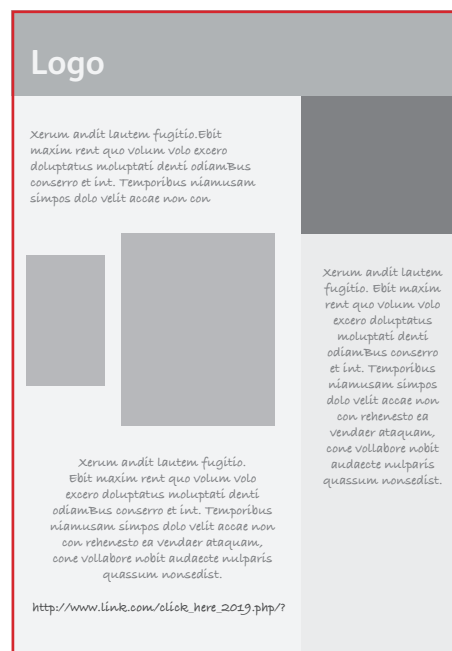 Logo
Xerum andit lautem fugitio.Ebit
maxim rent quo volum volo excero
doluptatus moluptati denti odiamBus
conserro et int. Temporibus niamusam
simpos dolo velit accae non con
Xerum andit lautem fugitio.
Ebit maxim rent quo volum volo
excero doluptatus moluptati denti
odiamBus conserro et int. Temporibus
niamusam simpos dolo velit accae non
con rehenesto ea vendaer ataquam,
cone vollabore nobit audaecte nulparis
quassum nonsedist.
http://www.link.com/click_here_2019.php/?
Xerum andit lautem
fugitio. Ebit maxim
rent quo volum volo
excero doluptatus
moluptati denti
odiamBus conserro
et int. Temporibus
niamusam simpos
dolo velit accae non
con rehenesto ea
vendaer ataquam,
cone vollabore nobit
audaecte nulparis
quassum nonsedist.